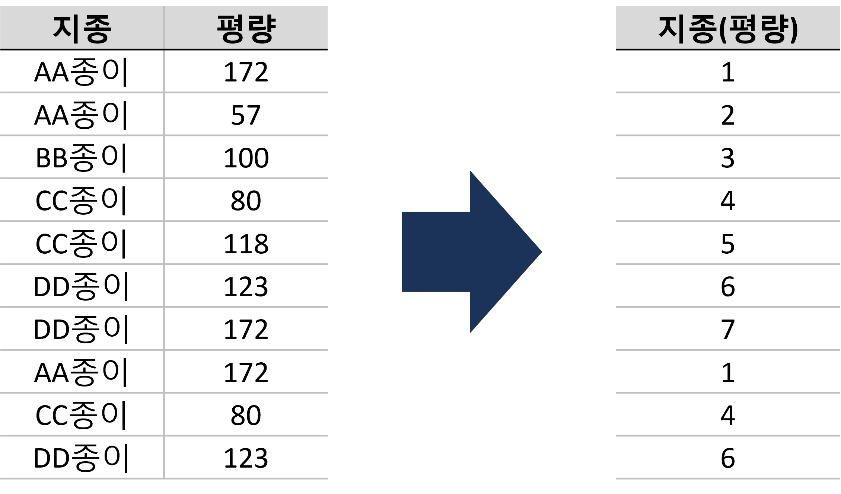 지종 평량 지종(평량)
AA종이 172 1
AA종이 57 2
BB종이 100 3
CC종이 80 4
CC종이 118 5
DD종이 123 6
DD종이 172 7
AA종이 172 1
CC종이 80 4
DD종이 123 6